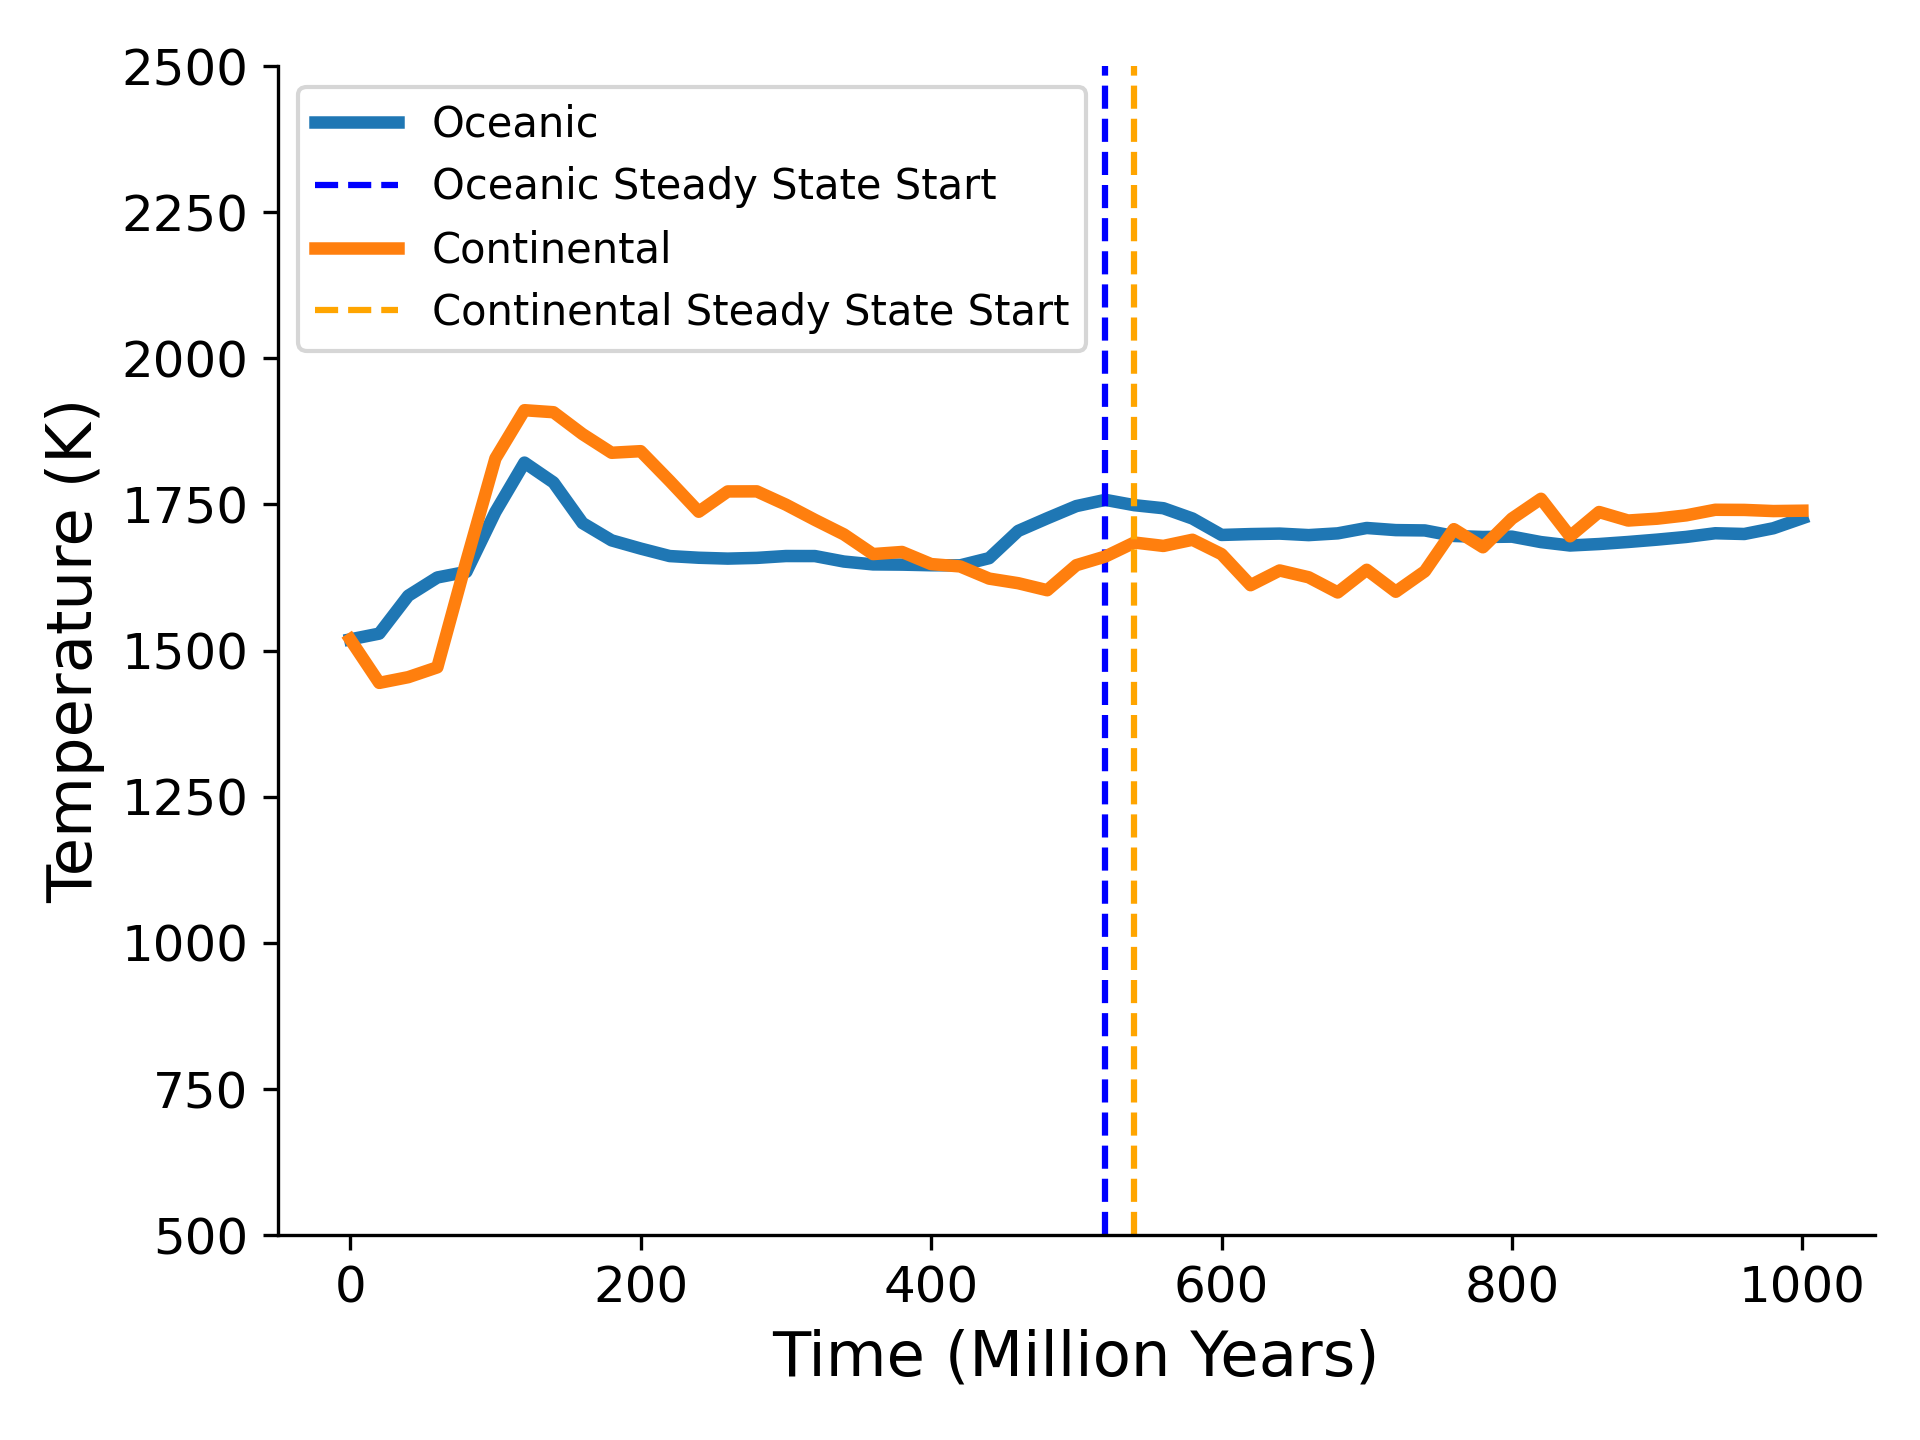 2500
2250
2000
1750
1500
1250
1000
750
500
Temperature (K)
Oceanic
Oceanic Steady State Start
Continental
Continental Steady State Start
0 200 400 600 800 1000
Time (Million Years)